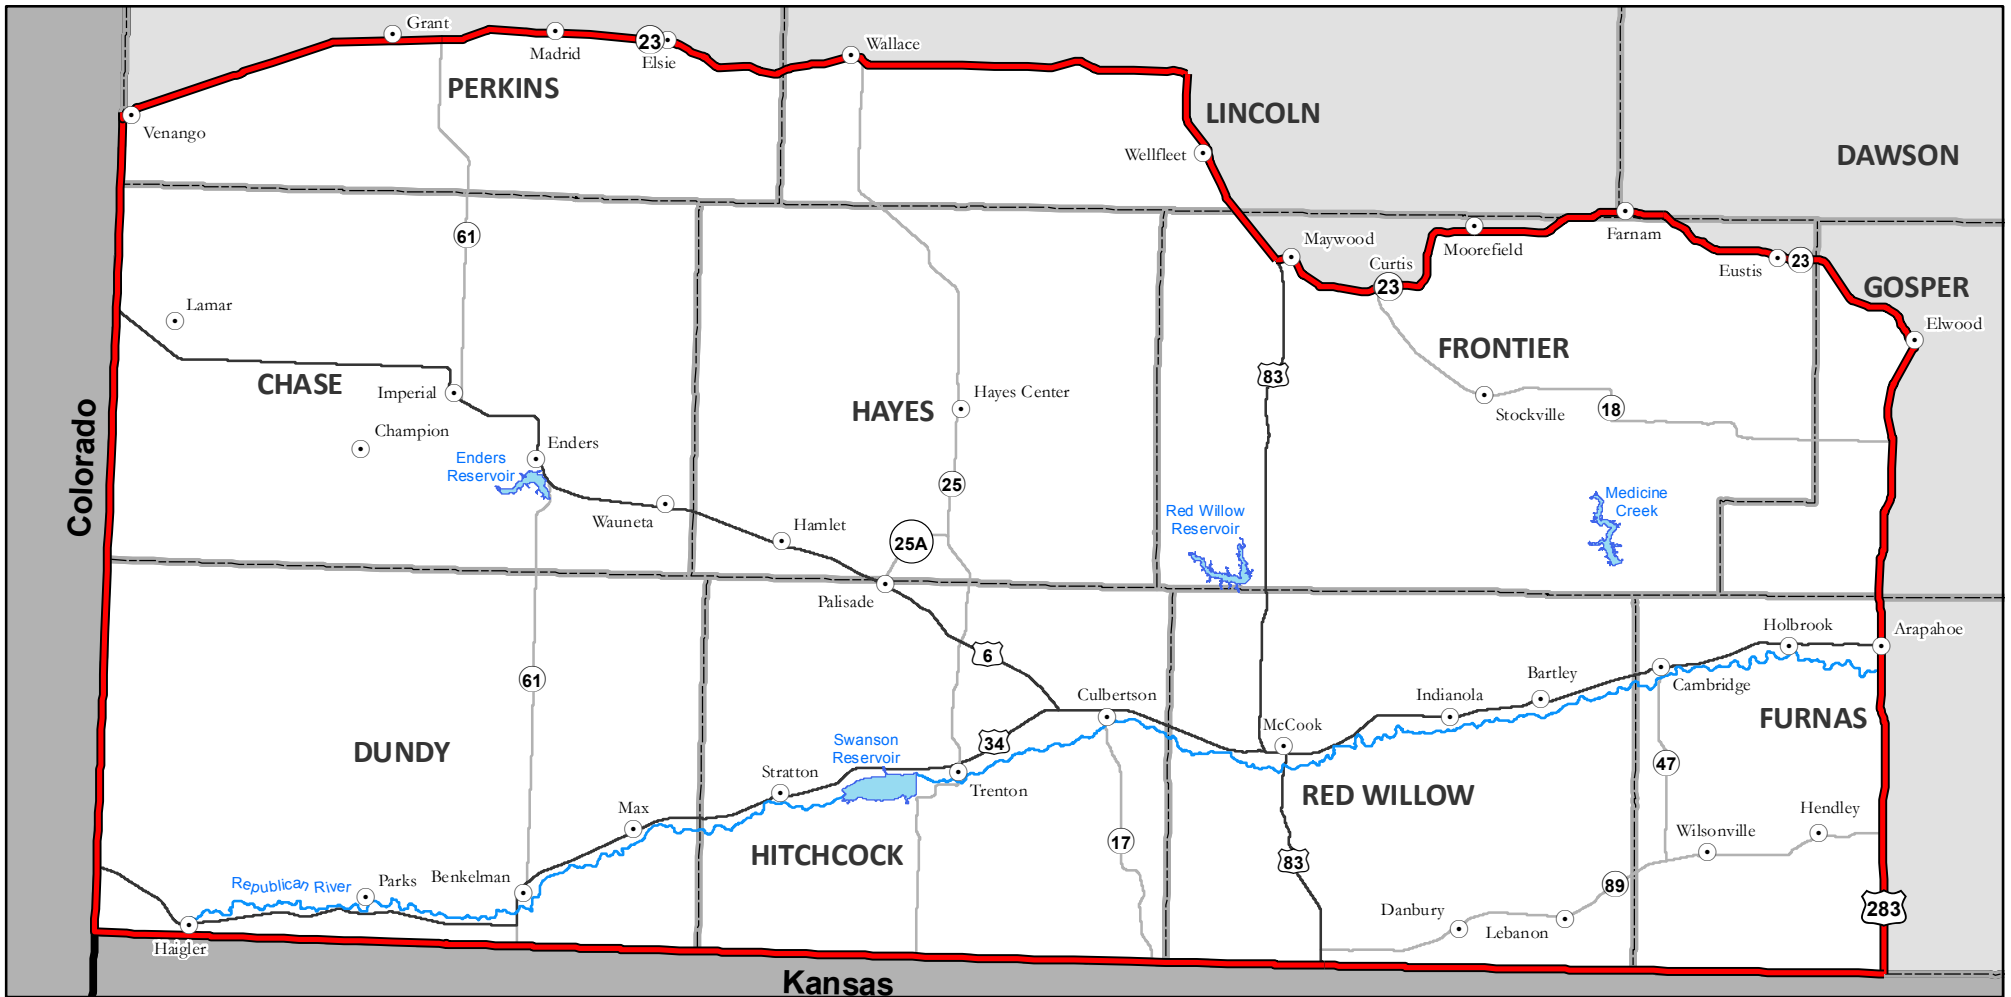 Grant
Madrid
23
Elsie
Wallace
PERKINS
Venango
LINCOLN
Wellfleet
DAWSON
61
Maywood
Curtis
23
Moorefield
Farnam
Eustis
23
GOSPER
Elwood
Lamar
CHASE
Imperial
Champion
Enders
Enders
Reservoir
Wauneta
HAYES
Hayes Center
25
Hamlet
25A
Palisade
83
FRONTIER
Stockville
18
Red Willow
Reservoir
Medicine
Creek
Colorado
61
DUNDY
6
Culbertson
34
Swanson
Reservoir
Stratton
Trenton
Max
HITCHCOCK
17
Benkelman
Parks
Republican River
Haigler
McCook
Indianola
Bartley
Holbrook
Arapahoe
Cambridge
FURNAS
RED WILLOW
47
83
Hendley
Wilsonville
89
Danbury
Lebanon
283
Kansas